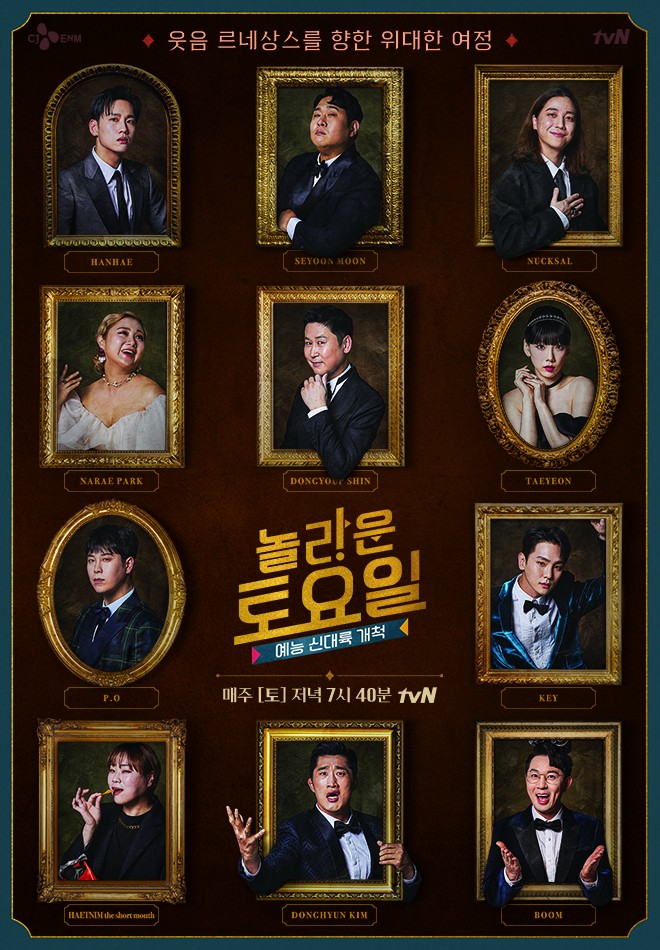 CJ ENM
웃음 르네상스를 향한 위대한 여정
tvN
HANHAE
SEYOON MOON
NUCKSAL
NARAE PARK
DONGYOUP SHIN
TAEYEON
놀라운
토요일
예능 신대륙 개척
매주 [토] 저녁 7시 40분 tvN
P.O
KEY
HAETNIM the short mouth
DONGHYUN KIM
BOOM